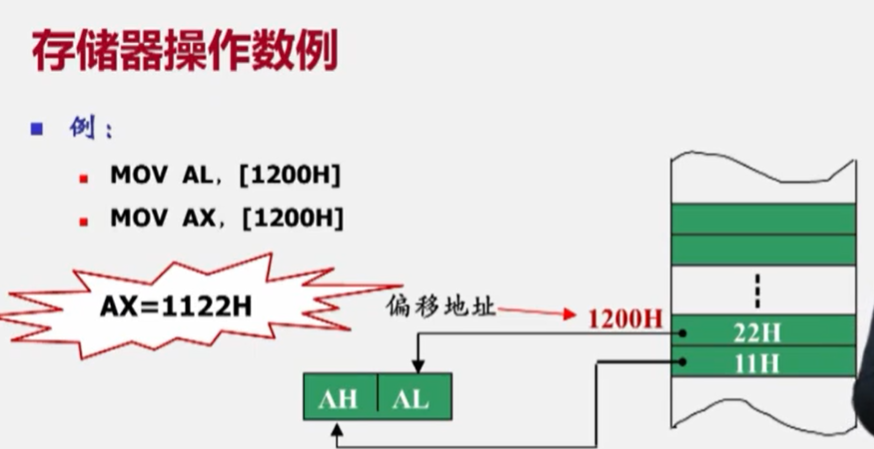 存储器操作数例
例：
MOV AL, [1200H]
MOV AX, [1200H]
AX=1122H
偏移地址
1200H
22H
11H
AH AL